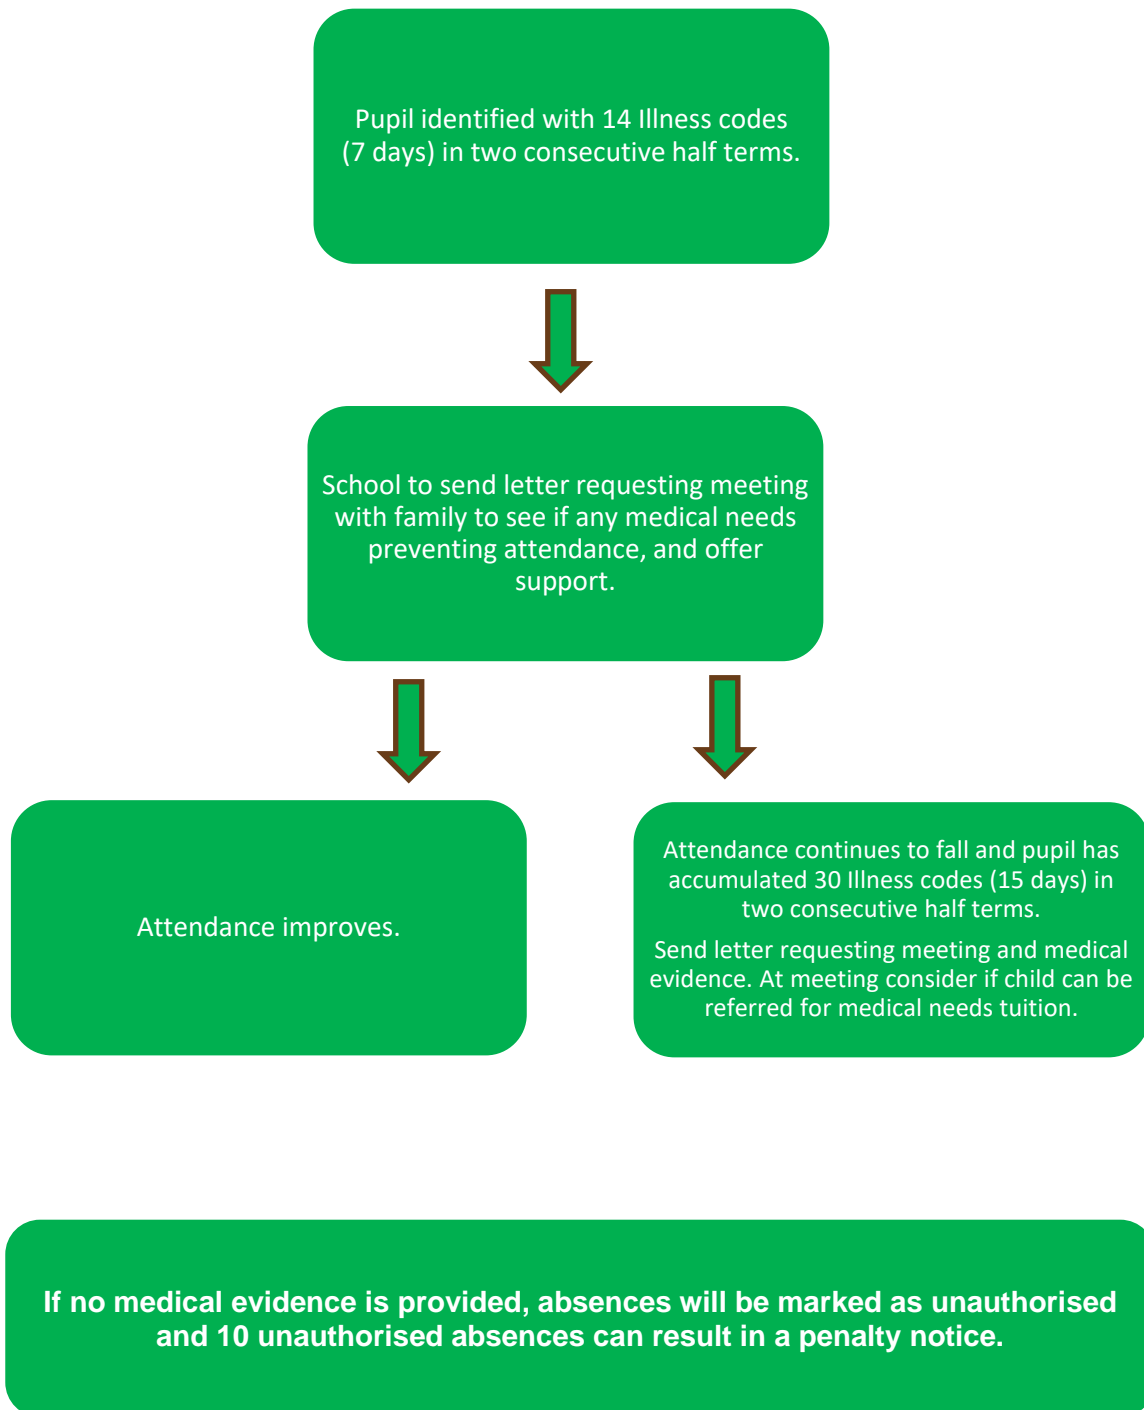 Pupil identified with 14 Illness codes
(7 days) in two consecutive half terms.
School to send letter requesting meeting
with family to see if any medical needs
preventing attendance, and offer
support.
Attendance improves.
Attendance continues to fall and pupil has
accumulated 30 Illness codes (15 days) in
two consecutive half terms.
Send letter requesting meeting and medical
evidence. At meeting consider if child can be
referred for medical needs tuition.
If no medical evidence is provided, absences will be marked as unauthorised
and 10 unauthorised absences can result in a penalty notice.